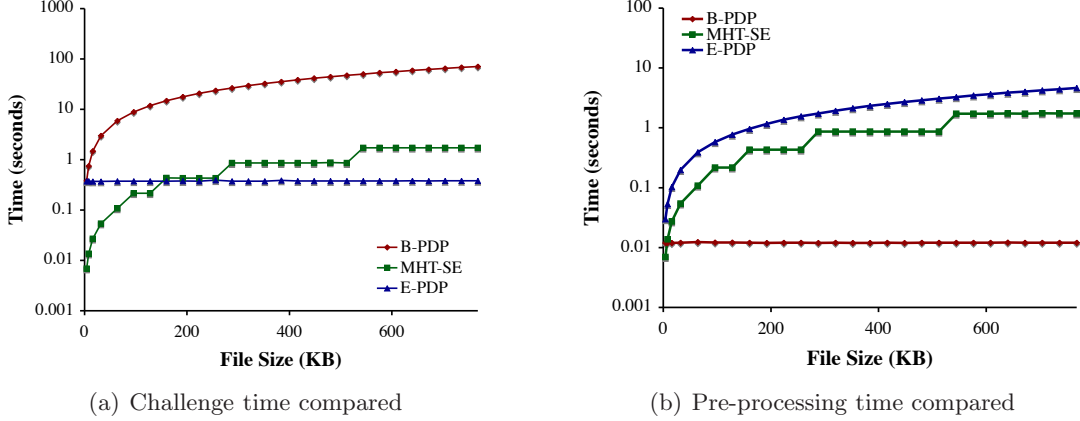 1000
100
10
1
0.1
0.01
0.001
Time (seconds)
B-PDP
MHT-SE
E-PDP
0
200
400
600
File Size (KB)
(a) Challenge time compared
100
10
1
0.1
0.01
0.001
Time (seconds)
B-PDP
MHT-SE
E-PDP
0
200
400
600
File Size (KB)
(b) Pre-processing time compared